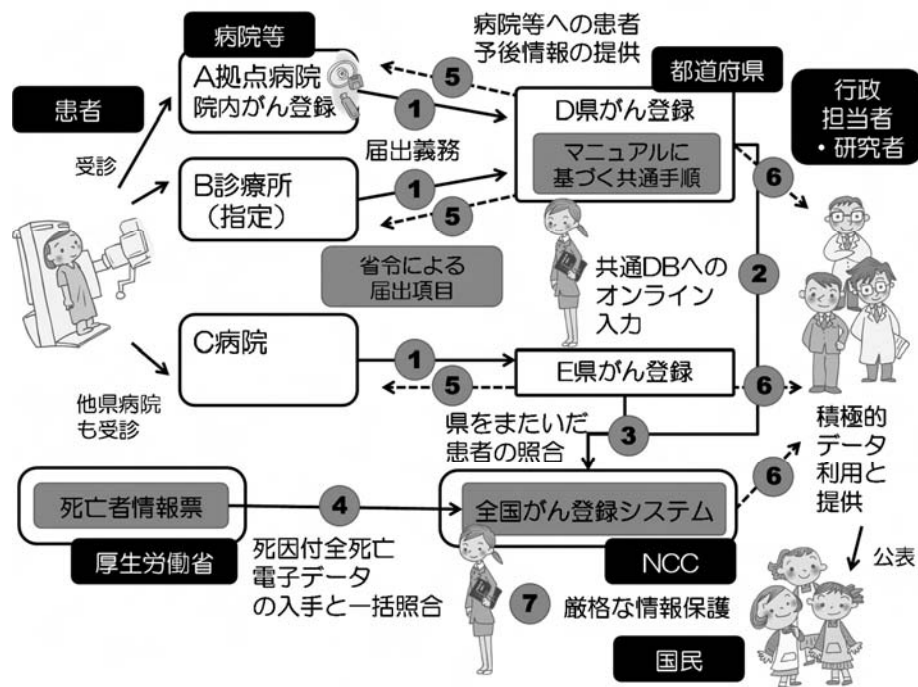 病院等
病院等への患者
予後情報の提供
A拠点病院
院内がん登録
都道府県
患者
行政
担当者
・研究者
受診
5
1
届出義務
D県がん登録
マニュアルに
基づく共通手順
6
B診療所
（指定）
1
5
省令による
届出項目
共通DBへの
オンライン
入力
2
C病院
1
5
E県がん登録
6
他県病院
も受診
県をまたいだ
患者の照合
3
積極的
データ
利用と
提供
6
死亡者情報票
4
全国がん登録システム
厚生労働省
NCC
公表
死因付全死亡
電子データ
の入手と一括照合
7
厳格な情報保護
国民